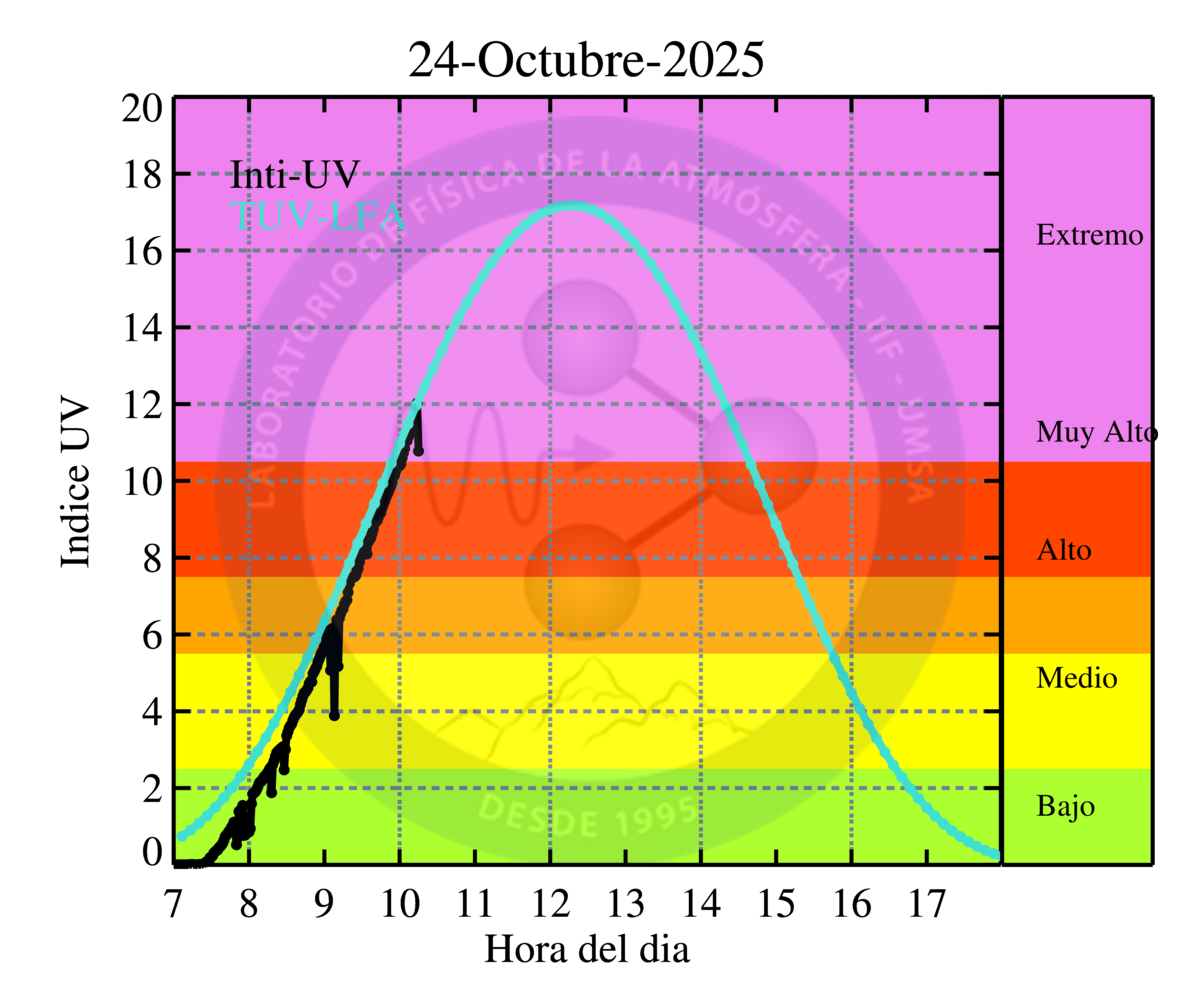 24-Octubre-2025
20
18
16
14
12
10
8
6
4
2
0
Indice UV
Inti-UV
TUV-LFA
LABORATORIO DE FÍSICA DE LA ATMÓSFERA - IIF - UMSA
DESDE 1995
Extremo
Muy Alto
Alto
Medio
Bajo
7 8 9 10 11 12 13 14 15 16 17
Hora del dia